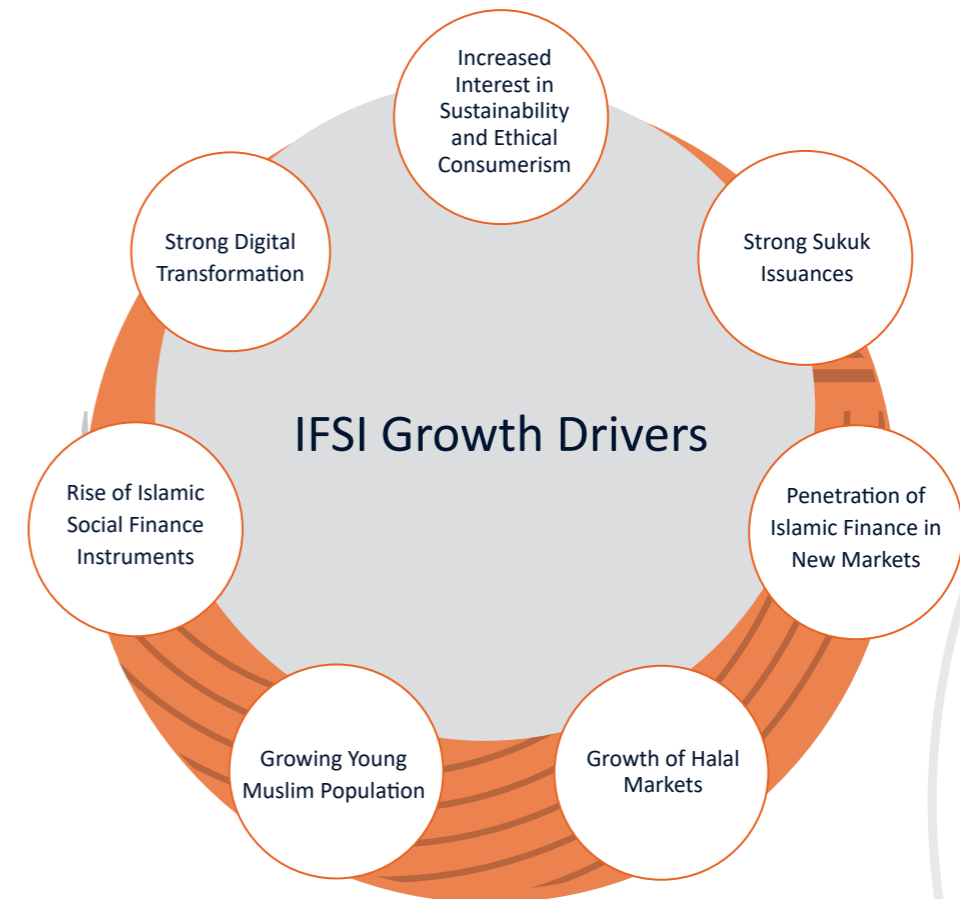 Increased
Interest in
Sustainability
and Ethical
Consumerism
Strong Digital
Transformation
Strong Sukuk
Issuances
IFSI Growth Drivers
Rise of Islamic
Social Finance
Instruments
Penetration of
Islamic Finance in
New Markets
Growing Young
Muslim Population
Growth of Halal
Markets